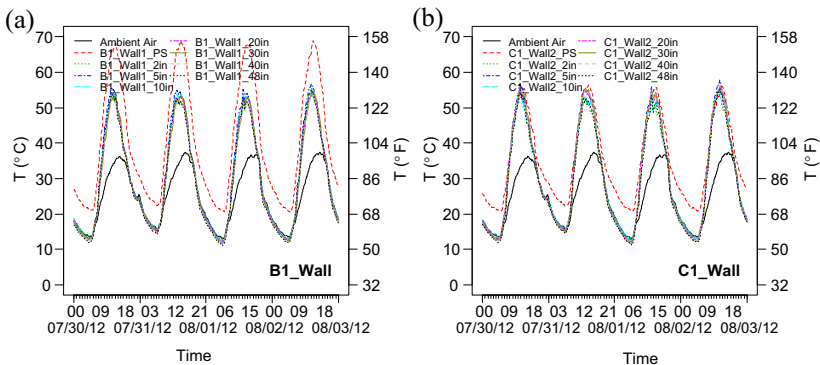 (a)
70
60
50
40
30
20
10
0
T (° C)
Ambient Air
B1_Wall1_PS
B1_Wall1_2in
B1_Wall1_5in
B1_Wall1_10in
B1_Wall1_20in
B1_Wall1_30in
B1_Wall1_40in
B1_Wall1_48in
158
140
122
104
86
68
50
32
T (° F)
B1_Wall
00 09 18 03 12 21 06 15 00 09 18
07/30/12 07/31/12 08/01/12 08/02/12 08/03/12
Time
(b)
70
60
50
40
30
20
10
0
T (° C)
Ambient Air
C1_Wall2_PS
C1_Wall2_2in
C1_Wall2_5in
C1_Wall2_10in
C1_Wall2_20in
C1_Wall2_30in
C1_Wall2_40in
C1_Wall2_48in
158
140
122
104
86
68
50
32
T (° F)
C1_Wall
00 09 18 03 12 21 06 15 00 09 18
07/30/12 07/31/12 08/01/12 08/02/12 08/03/12
Time